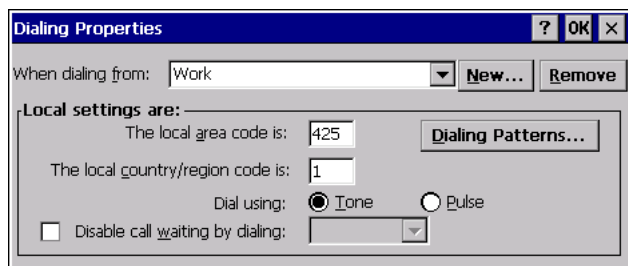 Dialing Properties ? OK ×
When dialing from: Work New... Remove
Local settings are:
The local area code is: 425 Dialing Patterns...
The local country/region code is: 1
Dial using: Tone Pulse
Disable call waiting by dialing: